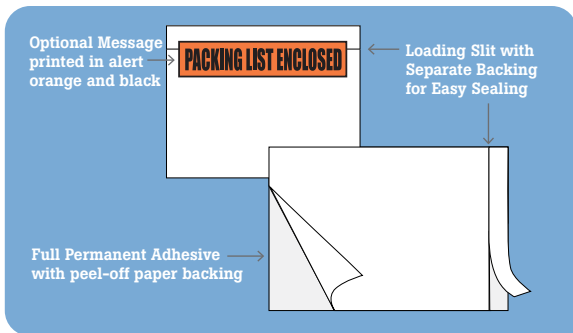 Optional Message
printed in alert
orange and black
PACKING LIST ENCLOSED
Loading Slit with
Separate Backing
for Easy Sealing
Full Permanent Adhesive
with peel-off paper backing